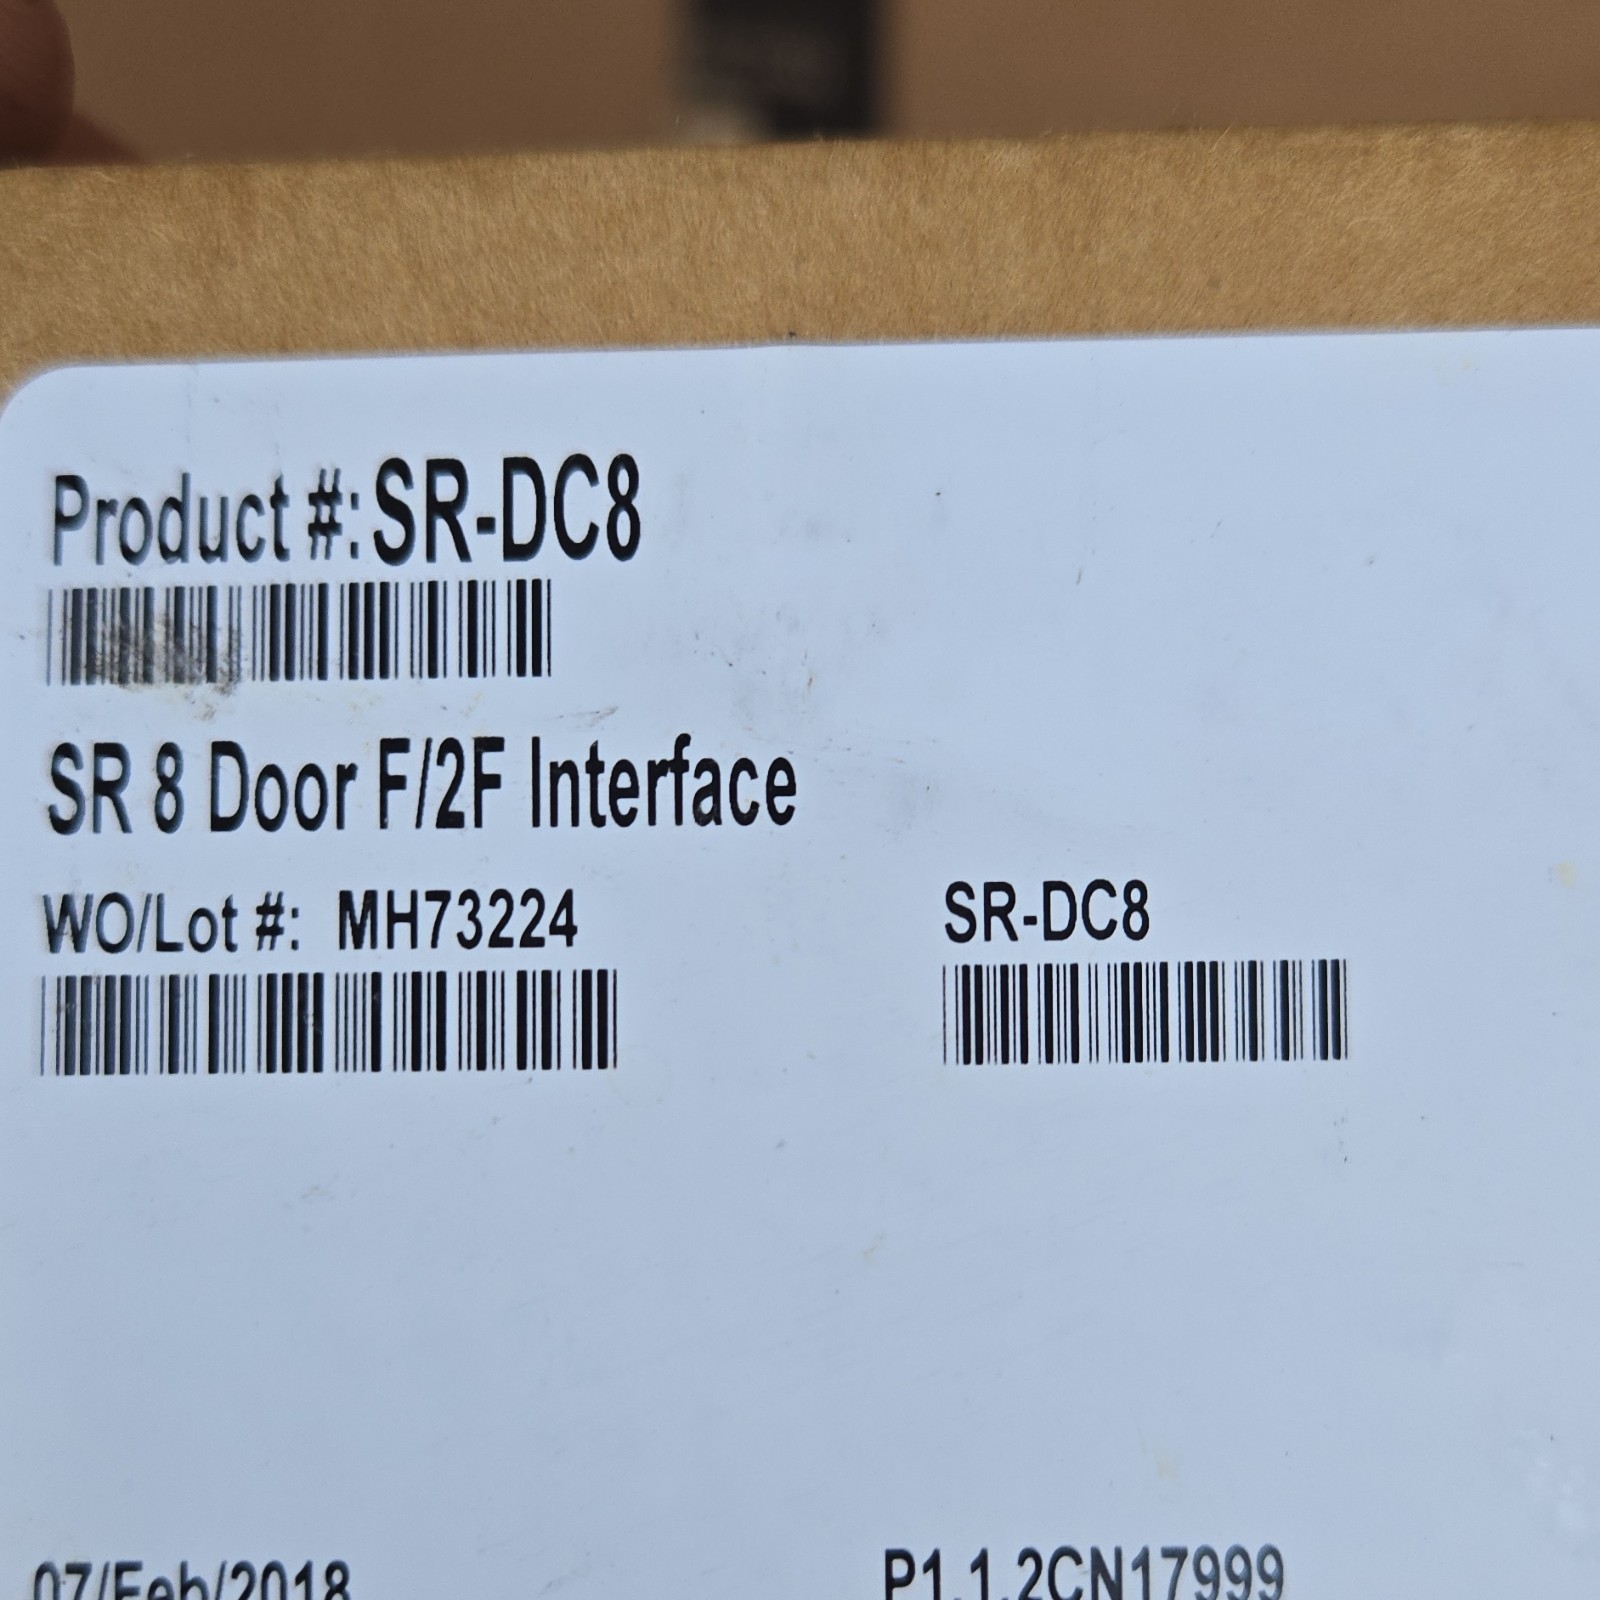 Product #: SR-DC8
SR 8 Door F/2F Interface
WO/Lot #: MH73224
SR-DC8
07/Feb/2018
P1.1.2CN17999